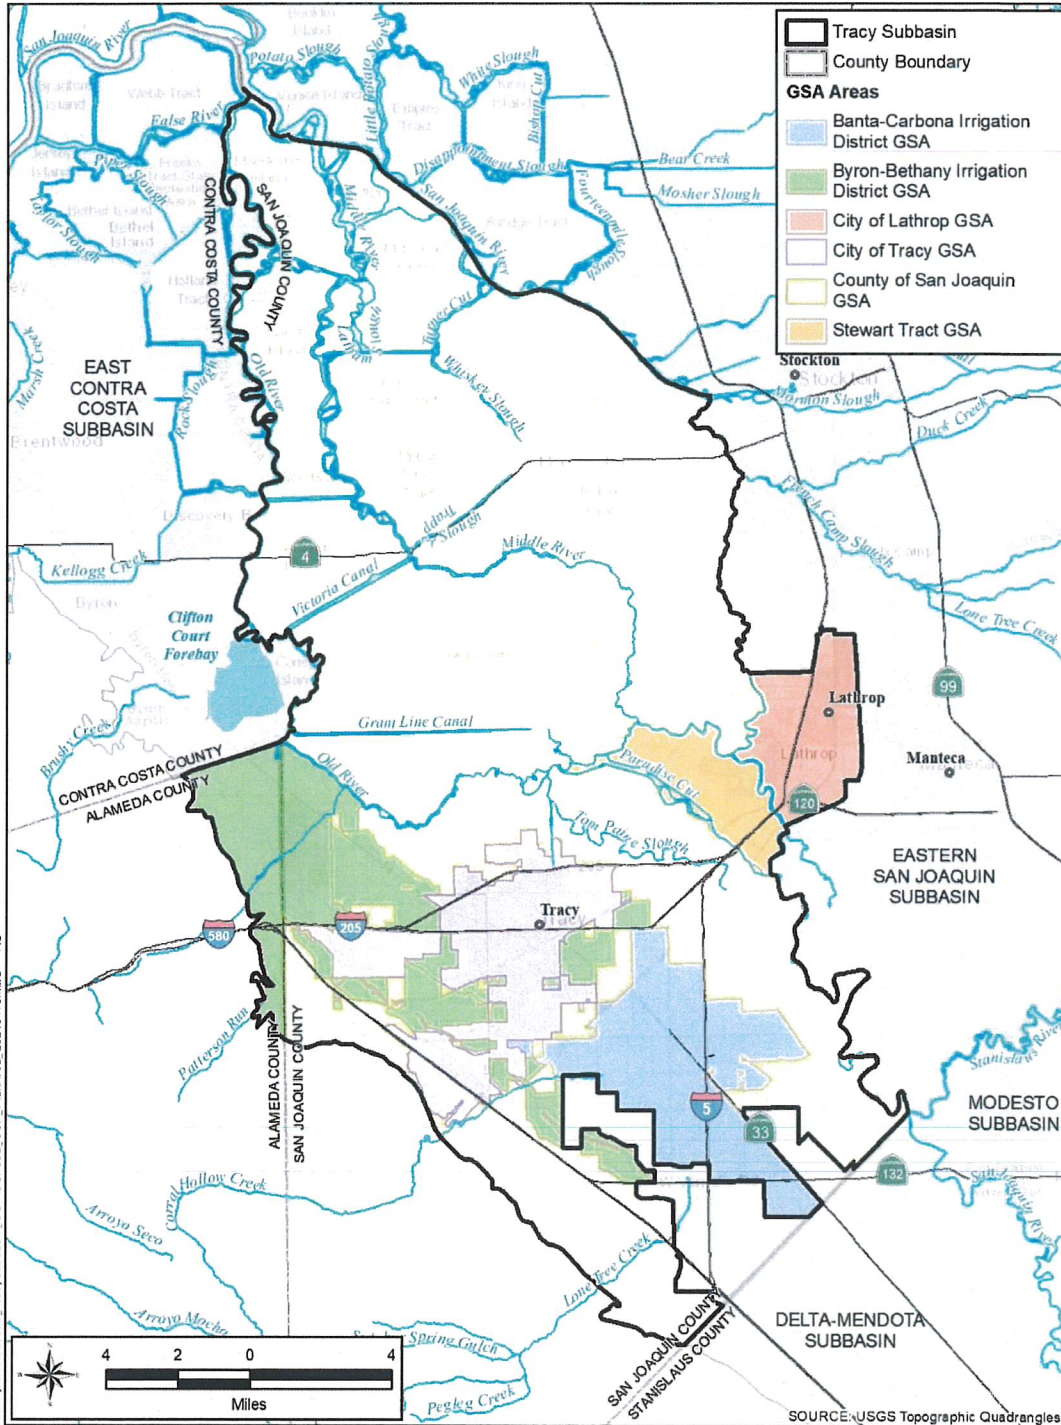 San Joaquin River
Potato Slough
Little Potato Slough
White Slough
Bishop Cut
Webb Tract
False River
Empire
Tract
Disappointment Slough
Bear Creek
Mosher Slough
Fourteenmile
Slough
San Joaquin River
Taylor Slough
Bethel
Island
CONTRA COSTA COUNTY
SAN JOAQUIN COUNTY
Middle
River
Latham
Slough
Turner Cut
Whiskey Slough
Old River
Rock Slough
Marsh Creek
EAST
CONTRA
COSTA
SUBBASIN
Brentwood
Tracy Subbasin
County Boundary
GSA Areas
Banta-Carbona Irrigation
District GSA
Byron-Bethany Irrigation
District GSA
City of Lathrop GSA
City of Tracy GSA
County of San Joaquin
GSA
Stewart Tract GSA
Stockton
Stockton
Mormon Slough
Duck Creek
French Camp Slough
Lone Tree Creek
Trapp
Slough
Middle River
Kellogg Creek
4
Victoria Canal
Byron
Clifton
Court
Forebay
Brushy Creek
Grant Line Canal
Old River
CONTRA COSTA COUNTY
ALAMEDA COUNTY
Paradise Cut
Tom Paine Slough
Lathrop
Lathrop
99
Manteca
120
EASTERN
SAN JOAQUIN
SUBBASIN
580
205
Tracy
Patterson Run
ALAMEDA COUNTY
SAN JOAQUIN COUNTY
Stanislaus River
MODESTO
SUBBASIN
5
33
132
San Joaquin River
Corral Hollow Creek
Arroyo Seco
Arroyo Mocho
Lone Tree Creek
Spring Gulch
Pegleg Creek
DELTA-MENDOTA
SUBBASIN
SAN JOAQUIN COUNTY
STANISLAUS COUNTY
4 2 0 4
Miles
SOURCE: USGS Topographic Quadrangles